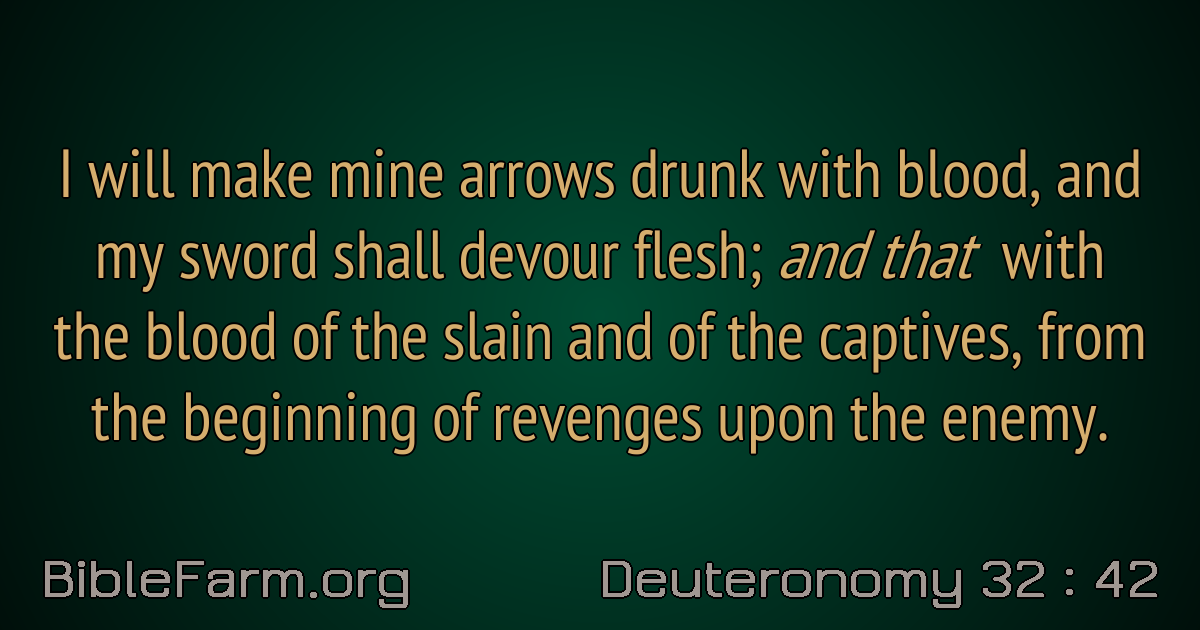 I will make mine arrows drunk with blood, and
my sword shall devour flesh; and that with
the blood of the slain and of the captives, from
the beginning of revenges upon the enemy.
BibleFarm.org
Deuteronomy 32 : 42